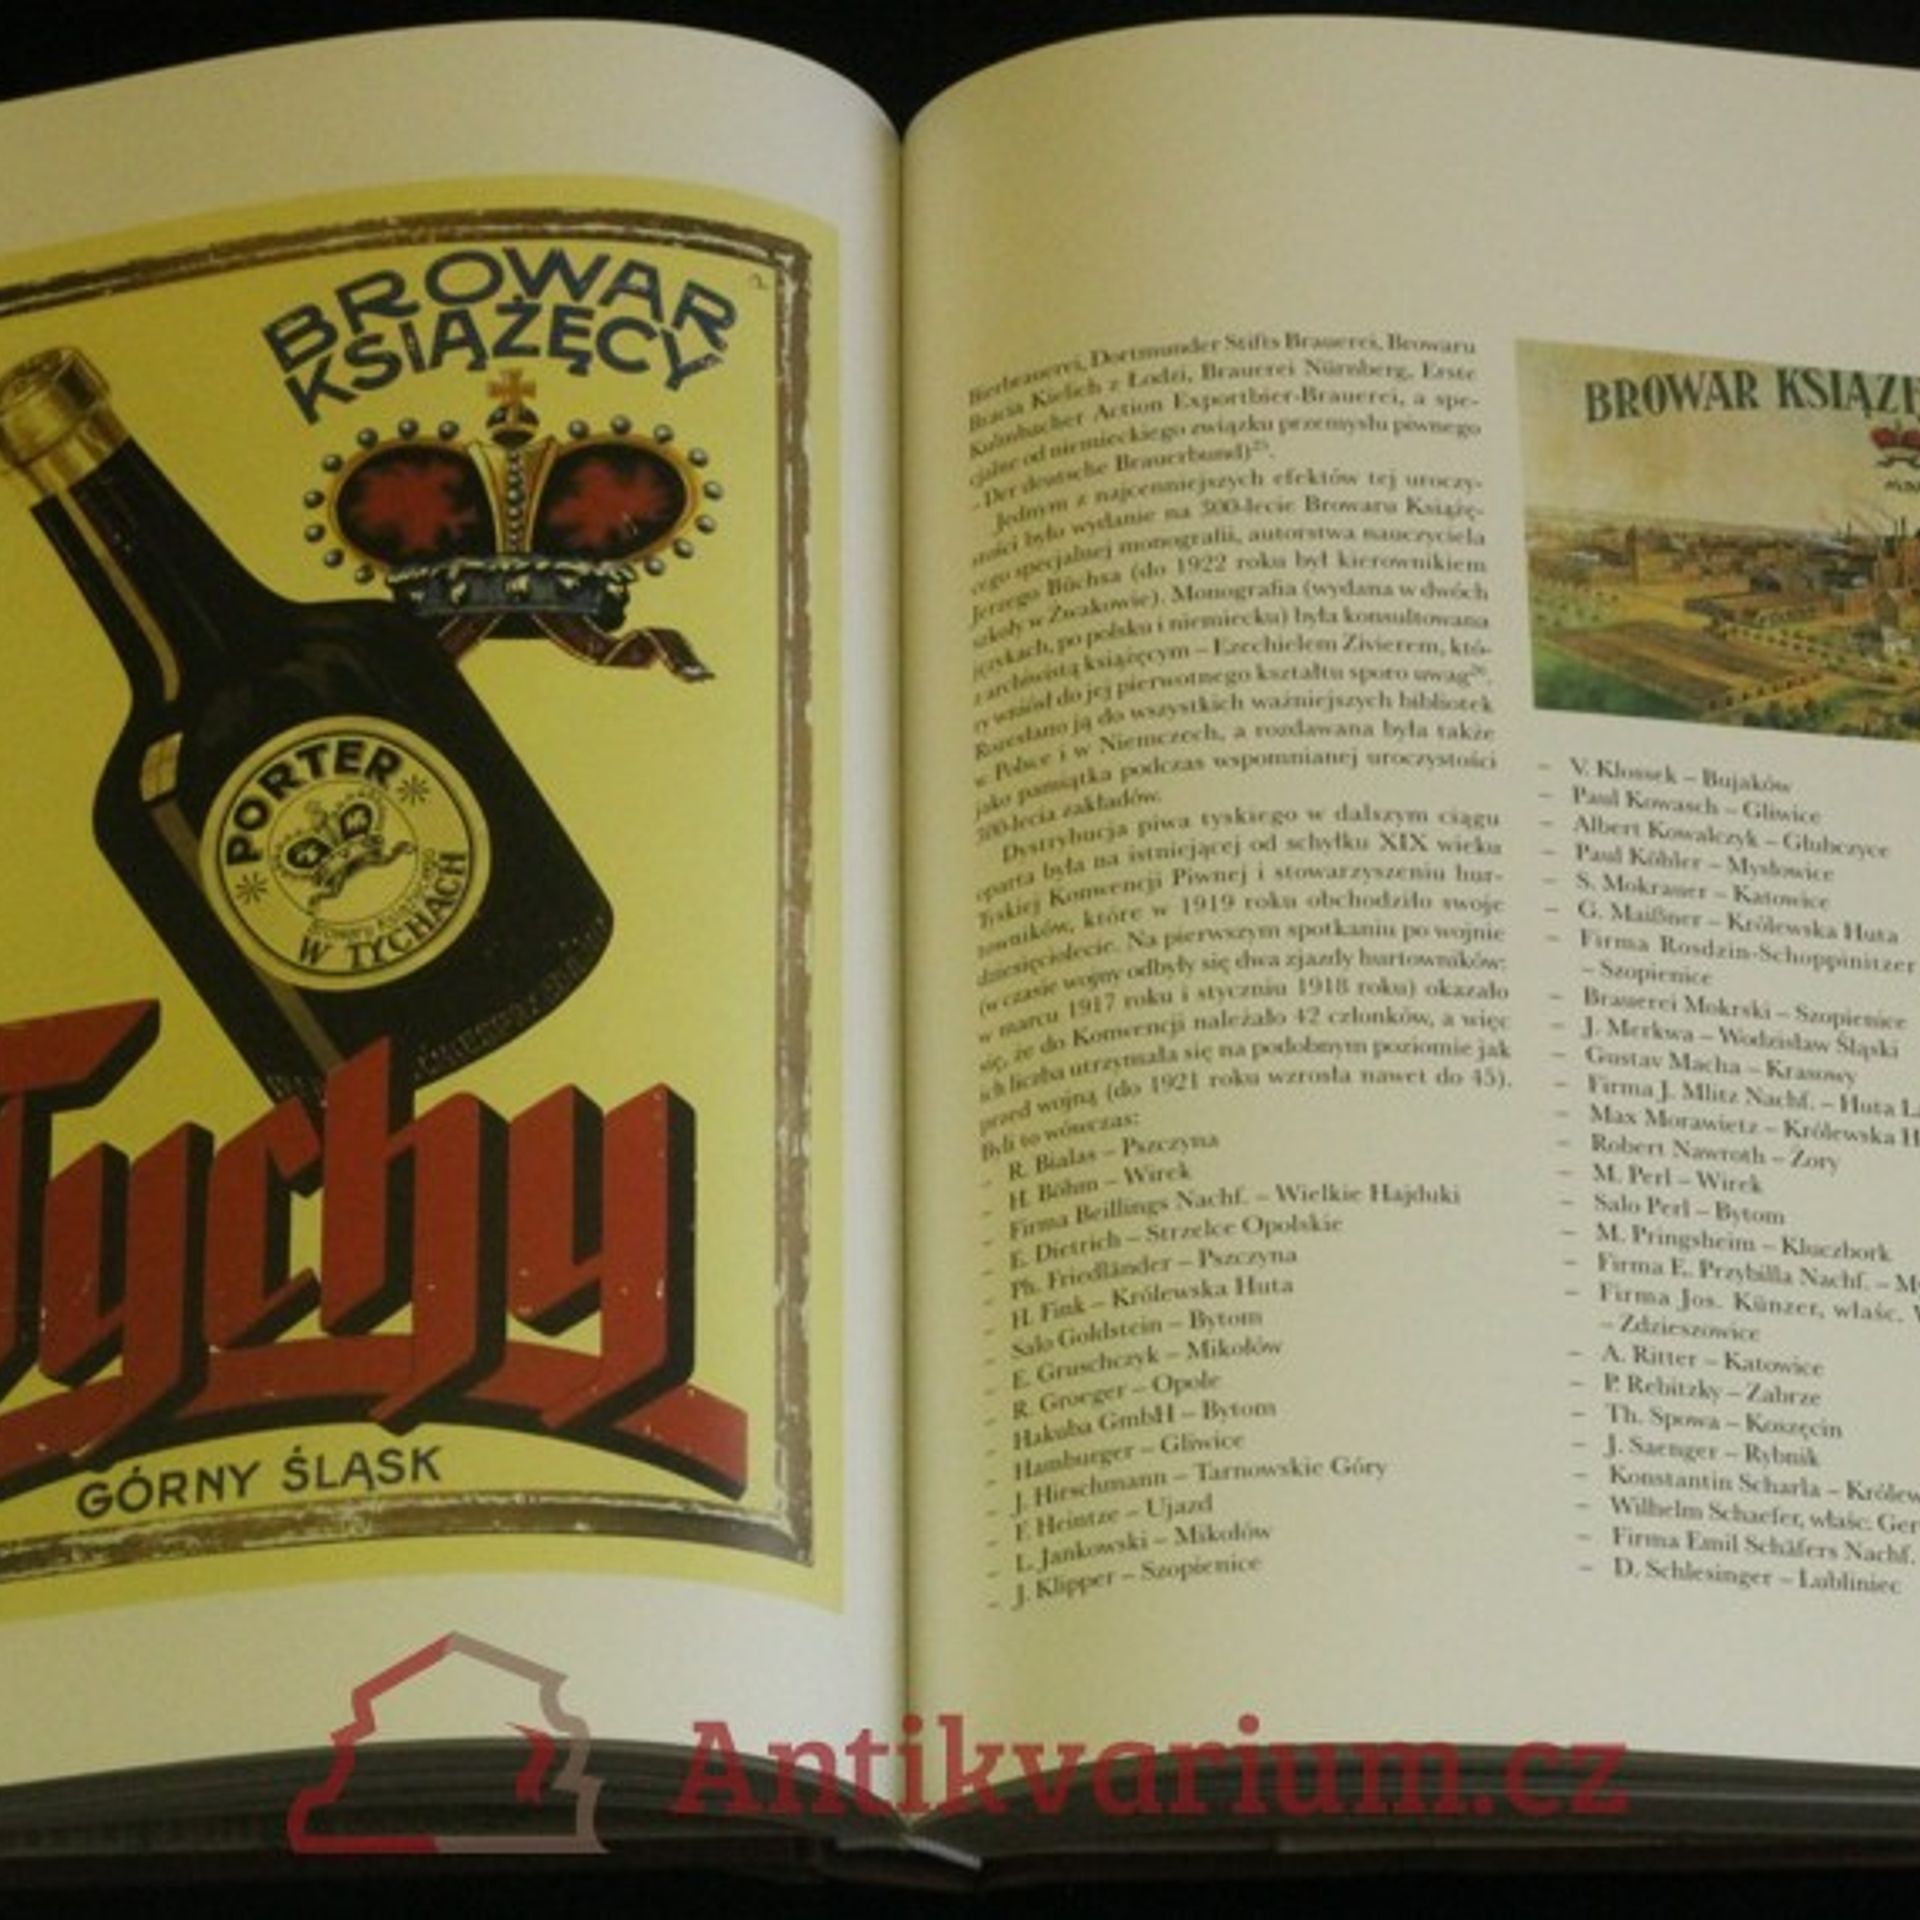 BROWAR
KSIĄŻĘCY
PORTER
W TYCHACH
Tychy
GÓRNY ŚLĄSK
Bierbrauerei, Dortmunder Stifts Brauerei, Browaru
Bracia Kielich z Łodzi, Brauerei Nürnberg, Erste
Kulmbacher Action Exportbier-Brauerei, a spe-
cjalne od niemieckiego związku przemysłu piwnego
- Der deutsche Brauerbund)²⁵.
Jednym z najcenniejszych efektów tej uroczy-
stości było wydanie na 300-lecie Browaru Książę-
cego specjalnej monografii, autorstwa nauczyciela
Jerzego Büchsa (do 1922 roku był kierownikiem
szkoły w Żwakowie). Monografia (wydana w dwóch
językach, po polsku i niemiecku) była konsultowana
z archiwistą książęcym – Ezechielem Zivierem, któ-
ry wniósł do jej pierwotnego kształtu sporo uwag²⁶.
Rozesłano ją do wszystkich ważniejszych bibliotek
w Polsce i w Niemczech, a rozdawana była także
jako pamiątka podczas wspomnianej uroczystości
300-lecia zakładów.
Dystrybucja piwa tyskiego w dalszym ciągu
oparta była na istniejącej od schyłku XIX wieku
Tyskiej Konwencji Piwnej i stowarzyszeniu hur-
towników, które w 1919 roku obchodziło swoje
dziesięciolecie. Na pierwszym spotkaniu po wojnie
(w czasie wojny odbyły się dwa zjazdy hurtowników:
w marcu 1917 roku i styczniu 1918 roku) okazało
się, że do Konwencji należało 42 członków, a więc
ich liczba utrzymała się na podobnym poziomie jak
przed wojną (do 1921 roku wzrosła nawet do 45).
Byli to wówczas:
– R. Bialas – Pszczyna
– H. Böhm – Wirek
– Firma Beillings Nachf. – Wielkie Hajduki
– E. Dietrich – Strzelce Opolskie
– Ph. Friedländer – Pszczyna
– H. Fink – Królewska Huta
– Salo Goldstein – Bytom
– E. Gruschczyk – Mikołów
– R. Groeger – Opole
– Hakuba GmbH – Bytom
– Hamburger – Gliwice
– J. Hirschmann – Tarnowskie Góry
– F. Heintze – Ujazd
– L. Jankowski – Mikołów
– J. Klipper – Szopienice
BROWAR KSIĄŻĘ
– V. Klossek – Bujaków
– Paul Kowasch – Gliwice
– Albert Kowalczyk – Głubczyce
– Paul Köhler – Mysłowice
– S. Mokrauer – Katowice
– G. Maißner – Królewska Huta
– Firma Rosdzin-Schoppinitzer
– Szopienice
– Brauerei Mokrski – Szopienice
– J. Merkwa – Wodzisław Śląski
– Gustav Macha – Krasowy
– Firma J. Mlitz Nachf. – Huta
– Max Morawietz – Królewska H
– Robert Nawroth – Żory
– M. Perl – Wirek
– Salo Perl – Bytom
– M. Pringsheim – Kluczbork
– Firma E. Przybilla Nachf. – My
– Firma Jos. Künzer, właśc.
– Zdzieszowice
– A. Ritter – Katowice
– P. Rebitzky – Zabrze
– Th. Spowa – Koszęcin
– J. Saenger – Rybnik
– Konstantin Scharla – Królew
– Wilhelm Schaefer, właśc. Ger
– Firma Emil Schäfers Nachf.
– D. Schlesinger – Lubliniec
Antikvarium.cz